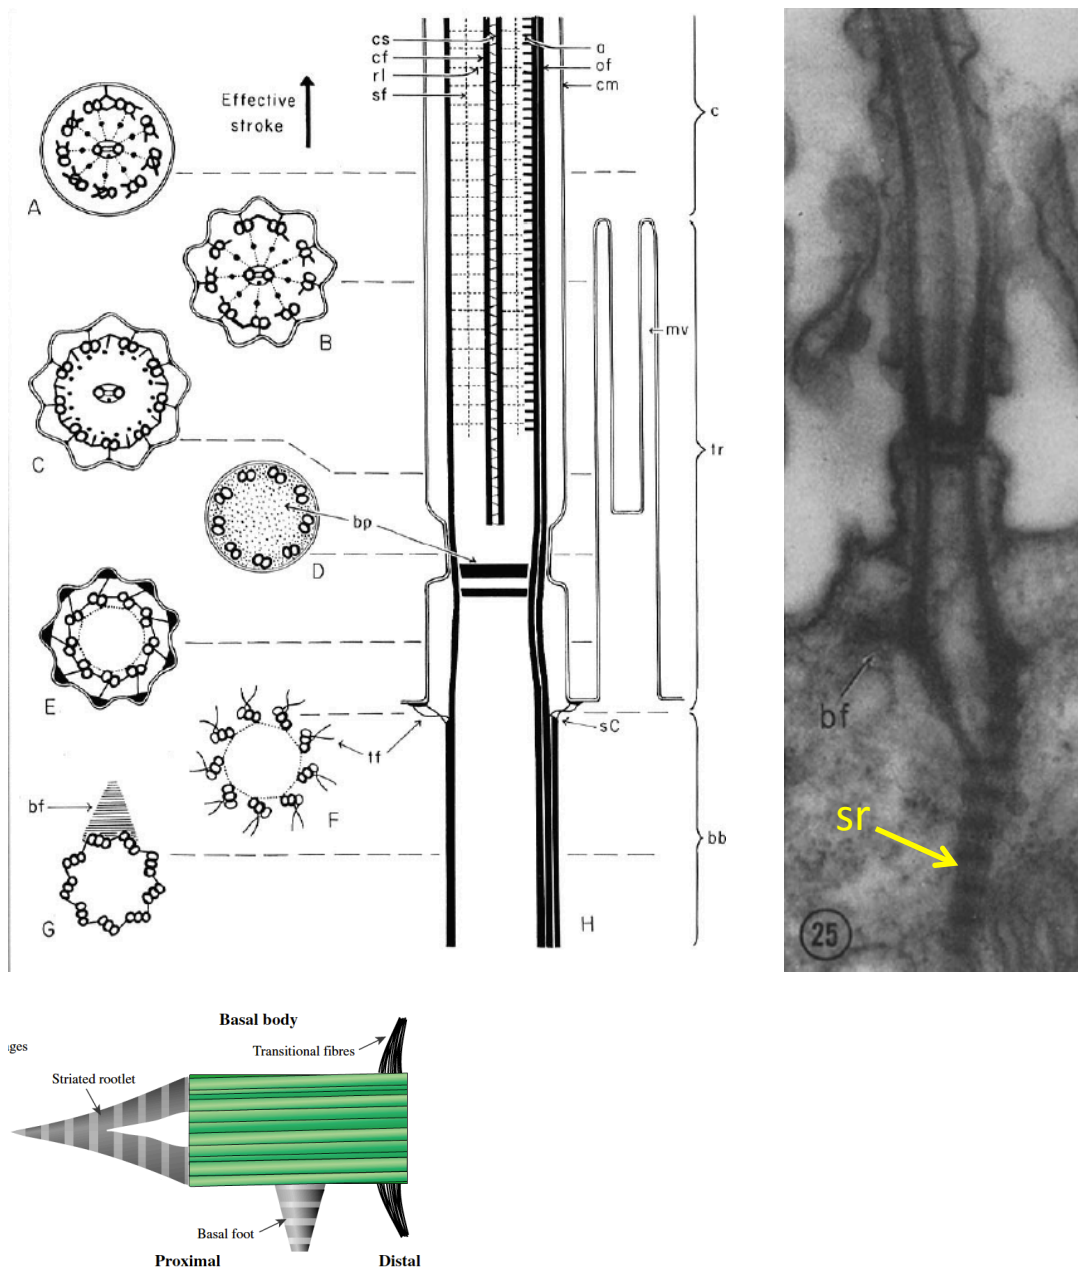 cs
cf
rl
sf
a
of
cm
c
Effective
stroke
A
B
mv
C
tr
bp
D
E
sC
tf
F
bf
bb
G
H
bf
sr
25
Basal body
Transitional fibres
Striated rootlet
Basal foot
Proximal
Distal